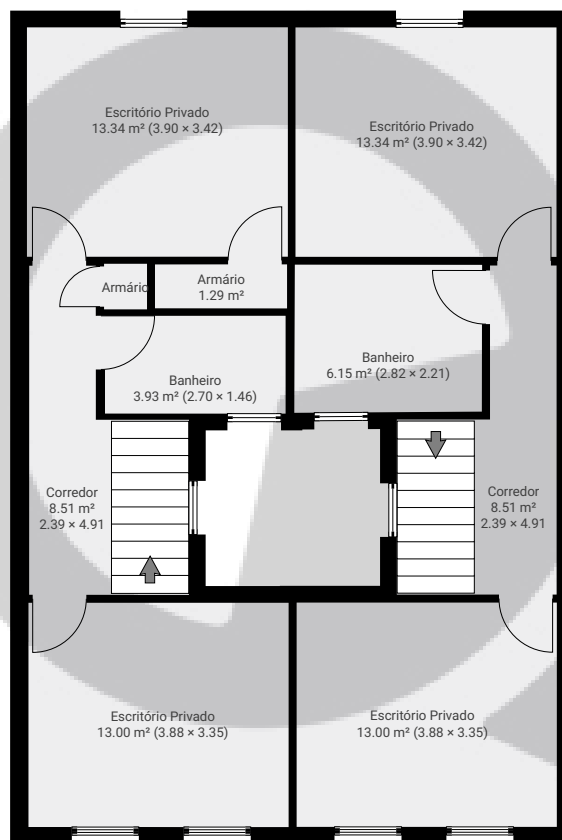 Escritório Privado
13.34 m² (3.90 × 3.42)
Escritório Privado
13.34 m² (3.90 × 3.42)
Armário
Armário
1.29 m²
Banheiro
3.93 m² (2.70 × 1.46)
Banheiro
6.15 m² (2.82 × 2.21)
Corredor
8.51 m²
2.39 × 4.91
Corredor
8.51 m²
2.39 × 4.91
Escritório Privado
13.00 m² (3.88 × 3.35)
Escritório Privado
13.00 m² (3.88 × 3.35)